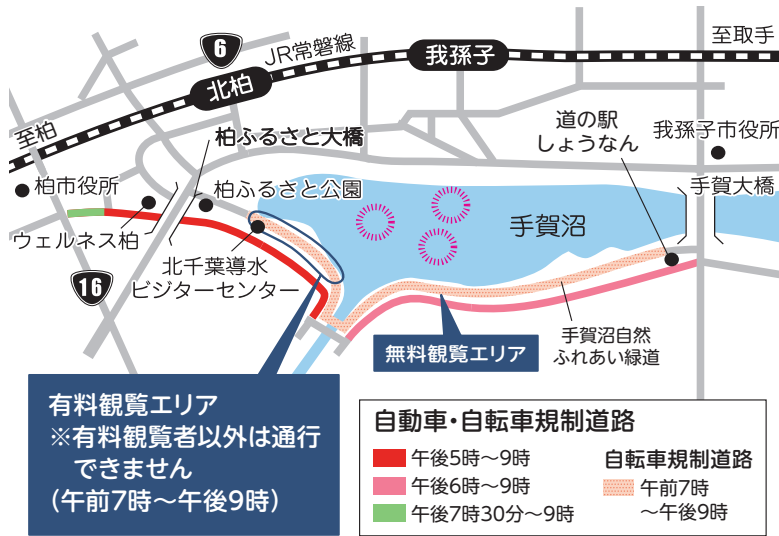 6
JR常磐線
我孫子
至取手
北柏
至柏
柏ふるさと大橋
道の駅
しょうなん
我孫子市役所
柏市役所
柏ふるさと公園
手賀大橋
手賀沼
ウェルネス柏
北千葉導水
ビジターセンター
16
無料観覧エリア
手賀沼自然
ふれあい緑道
有料観覧エリア
※有料観覧者以外は通行
できません
(午前7時~午後9時)
自動車・自転車規制道路
午後5時~9時
午後6時~9時
午後7時30分~9時
自転車規制道路
午前7時
~午後9時